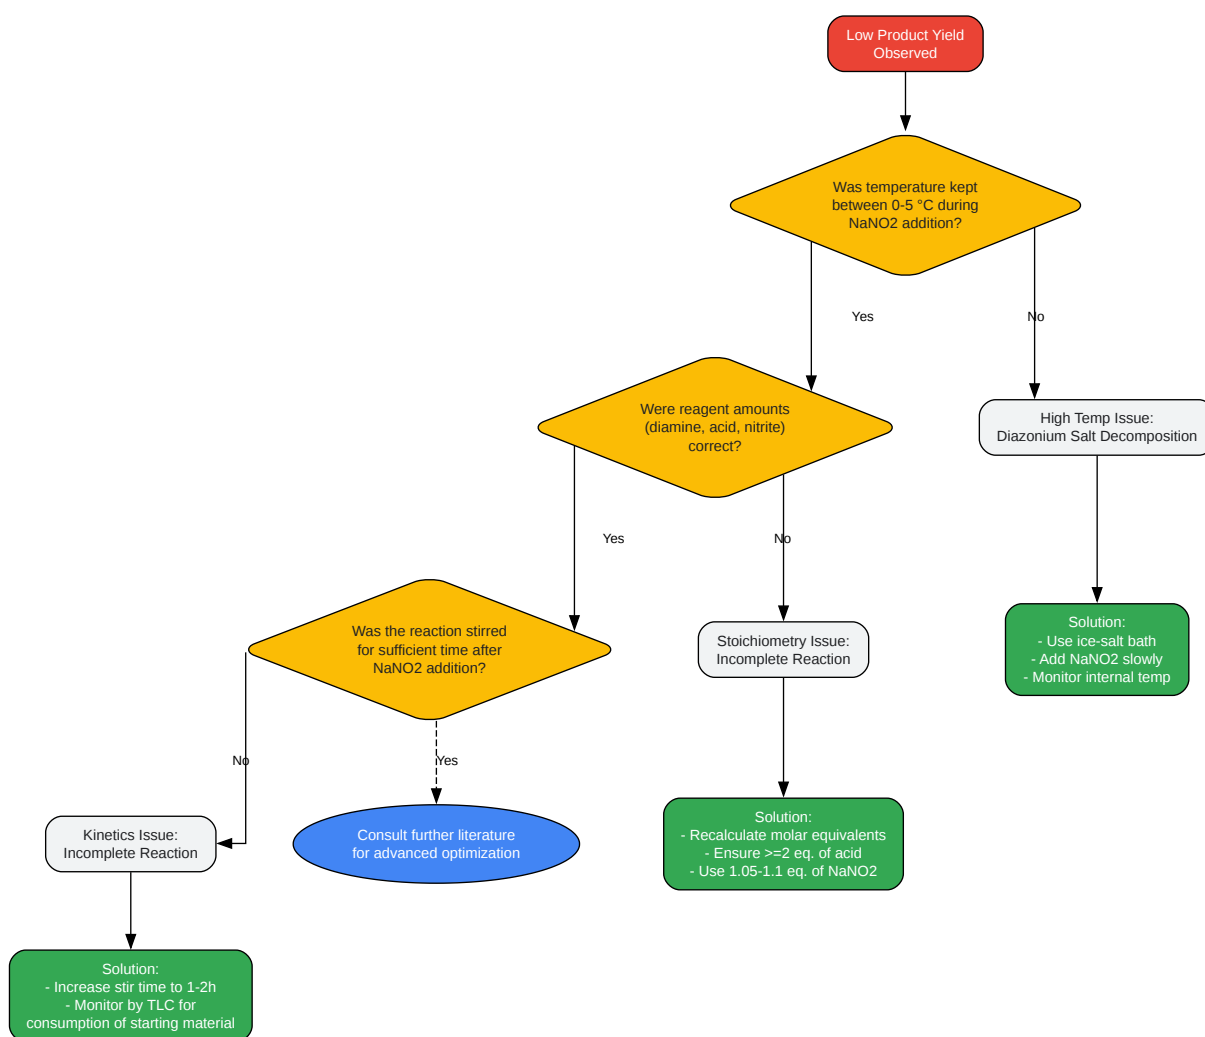 Low Product Yield
Observed
Was temperature kept
between 0-5 °C during
NaNO2 addition?
Yes
No
Were reagent amounts
(diamine, acid, nitrite)
correct?
High Temp Issue:
Diazonium Salt Decomposition
Yes
No
Was the reaction stirred
for sufficient time after
NaNO2 addition?
Stoichiometry Issue:
Incomplete Reaction
Solution:
- Use ice-salt bath
- Add NaNO2 slowly
- Monitor internal temp
No
Yes
Kinetics Issue:
Incomplete Reaction
Consult further literature
for advanced optimization
Solution:
- Recalculate molar equivalents
- Ensure >=2 eq. of acid
- Use 1.05-1.1 eq. of NaNO2
Solution:
- Increase stir time to 1-2h
- Monitor by TLC for
consumption of starting material